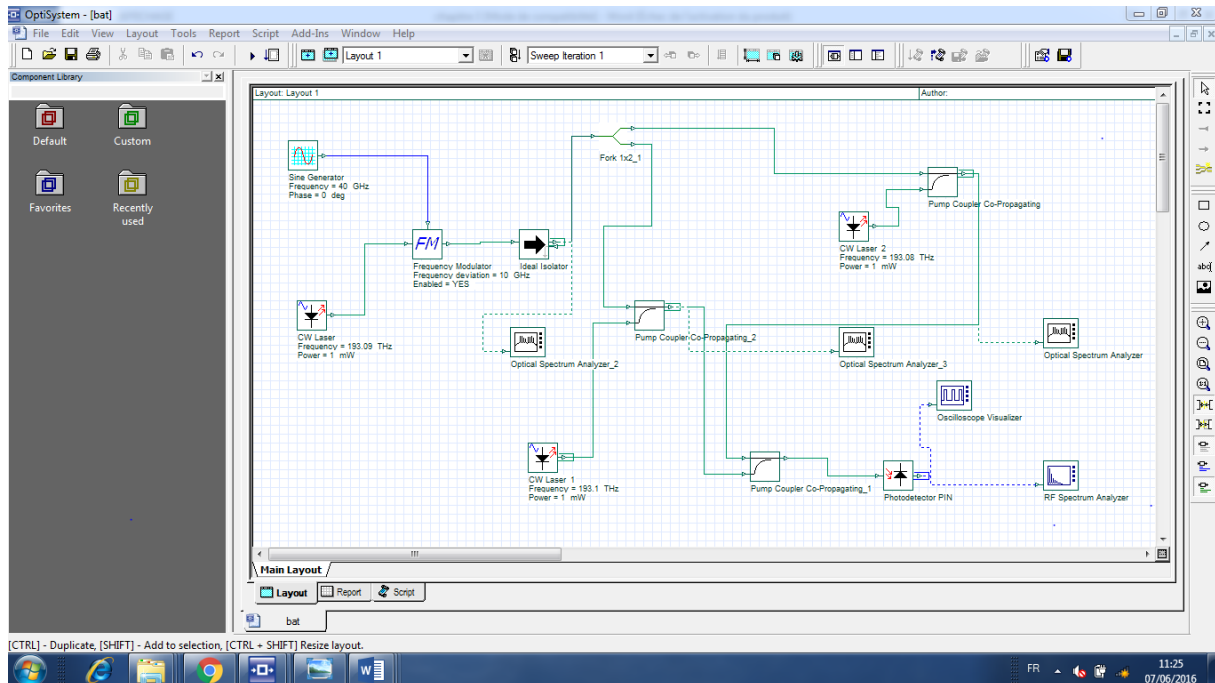 OptiSystem - [bat]
File Edit View Layout Tools Report Script Add-Ins Window Help
Layout 1
Sweep Iteration 1
Component Library
Default
Custom
Favorites
Recently used
Layout: Layout 1
Author:
Sine Generator
Frequency = 40 GHz
Phase = 0 deg
FM
Frequency Modulator
Frequency deviation = 10 GHz
Enabled = YES
Ideal Isolator
CW Laser
Frequency = 193.09 THz
Power = 1 mW
Fork 1x2_1
Pump Coupler Co-Propagating
CW Laser 2
Frequency = 193.08 THz
Power = 1 mW
Optical Spectrum Analyzer_2
Pump Coupler Co-Propagating_2
Optical Spectrum Analyzer_3
Optical Spectrum Analyzer
Oscilloscope Visualizer
CW Laser 1
Frequency = 193.1 THz
Power = 1 mW
Pump Coupler Co-Propagating_1
Photodetector PIN
RF Spectrum Analyzer
Main Layout
Layout Report Script
bat
[CTRL] - Duplicate, [SHIFT] - Add to selection, [CTRL + SHIFT] Resize layout.
FR
11:25
07/06/2016